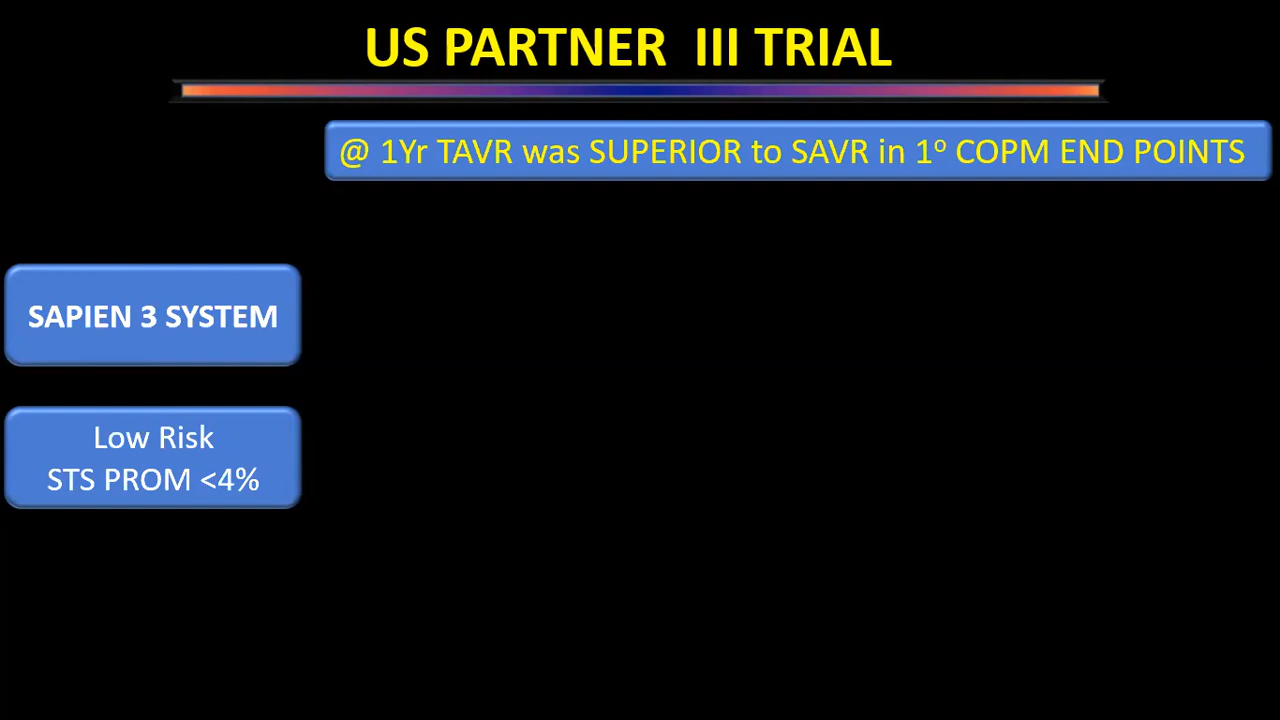 US PARTNER III TRIAL
@ 1Yr TAVR was SUPERIOR to SAVR in 1º COPM END POINTS
SAPIEN 3 SYSTEM
Low Risk
STS PROM <4%